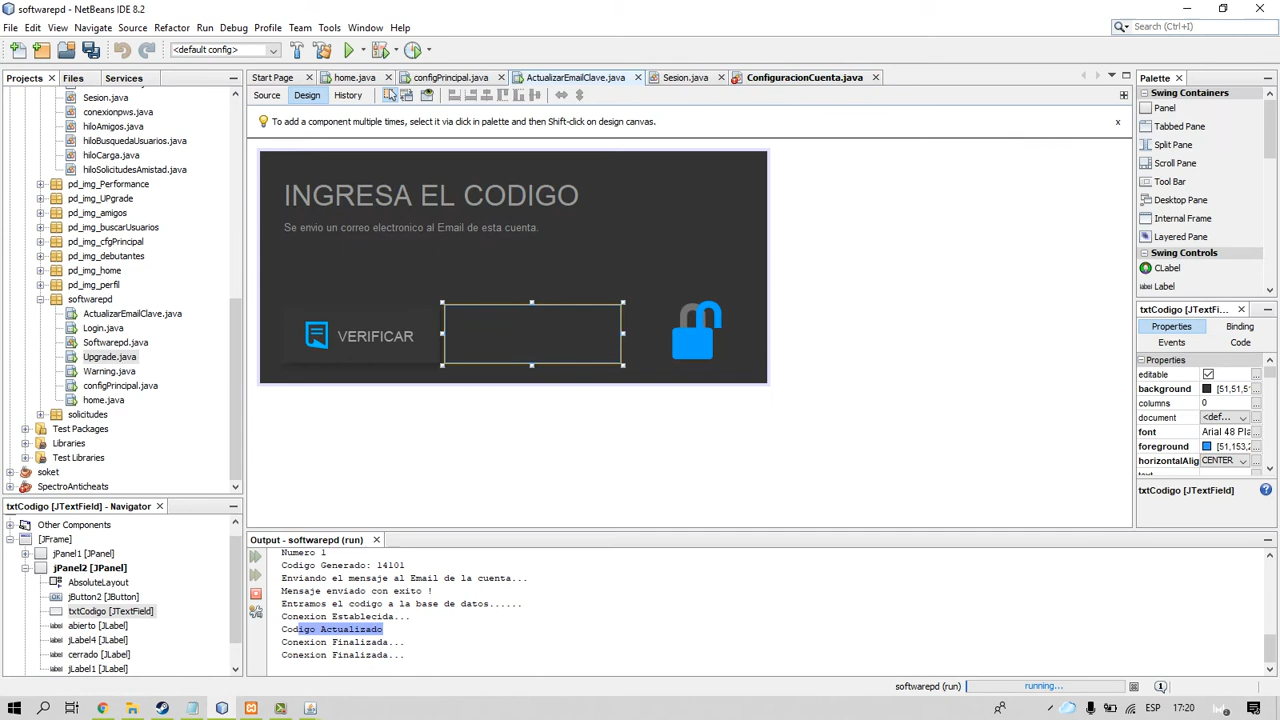 softwarepd - NetBeans IDE 8.2
File Edit View Navigate Source Refactor Run Debug Profile Team Tools Window Help
Search (Ctrl+I)
<default config>
Projects Files Services
Start Page home.java configPrincipal.java ActualizarEmailClave.java Sesion.java ConfiguracionCuenta.java
Palette
Source Design History
To add a component multiple times, select it via click in palette and then Shift-click on design canvas.
Sesion.java
conexionpws.java
hiloAmigos.java
hiloBusquedaUsuarios.java
hiloCarga.java
hiloSolicitudesAmistad.java
pd_img_Performance
pd_img_UPgrade
pd_img_amigos
pd_img_buscarUsuarios
pd_img_cfgPrincipal
pd_img_debutantes
pd_img_home
pd_img_perfil
softwarepd
ActualizarEmailClave.java
Login.java
Softwarepd.java
Upgrade.java
Warning.java
configPrincipal.java
home.java
solicitudes
Test Packages
Libraries
Test Libraries
soket
SpectroAnticheats
INGRESA EL CODIGO
Se envio un correo electronico al Email de esta cuenta.
VERIFICAR
Swing Containers
Panel
Tabbed Pane
Split Pane
Scroll Pane
Tool Bar
Desktop Pane
Internal Frame
Layered Pane
Swing Controls
CLabel
Label
txtCodigo [JTextField] - Navigator
Other Components
[JFrame]
jPanel1 [JPanel]
jPanel2 [JPanel]
AbsoluteLayout
jButton2 [JButton]
txtCodigo [JTextField]
abierto [JLabel]
jLabel4 [JLabel]
cerrado [JLabel]
jLabel1 [JLabel]
Output - softwarepd (run)
Numero 1
Codigo Generado: 14101
Enviando el mensaje al Email de la cuenta...
Mensaje enviado con exito !
Entramos el codigo a la base de datos......
Conexion Establecida...
Codigo Actualizado
Conexion Finalizada...
Conexion Finalizada...
txtCodigo [JTextFi...
Properties Binding
Events Code
Properties
editable
background [51,51,5
columns 0
document <def...
font Arial 48 Pla
foreground [51,153,2
horizontalAlig CENTER
txtCodigo [JTextField]
softwarepd (run) running...
ESP 17:20